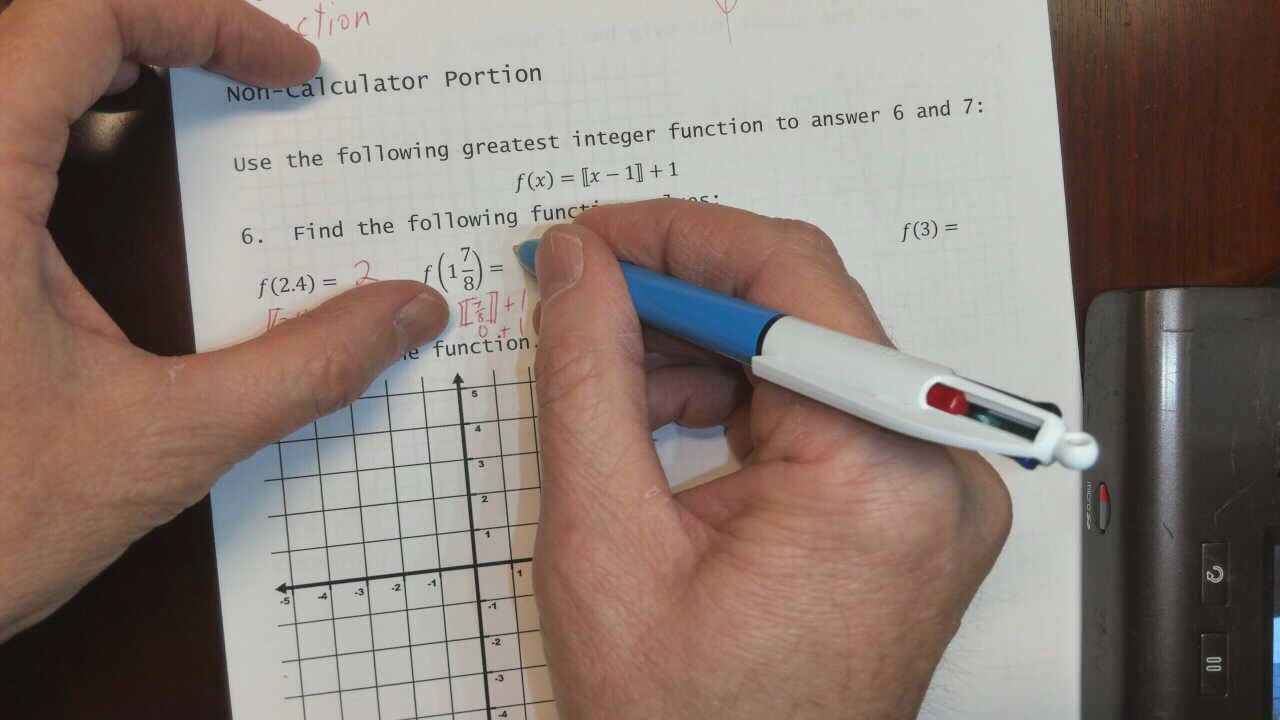 ction
Non-Calculator Portion
Use the following greatest integer function to answer 6 and 7:
f(x) = ⟦x − 1⟧ + 1
6. Find the following
f(2.4) = 2 f(1 7/8) = f(3) =
⟦7/8⟧ + 1
0 + 1
function.
5
4
3
2
1
-5 -4 -3 -2 -1 1
-1
-2
-3
-4
micro SD